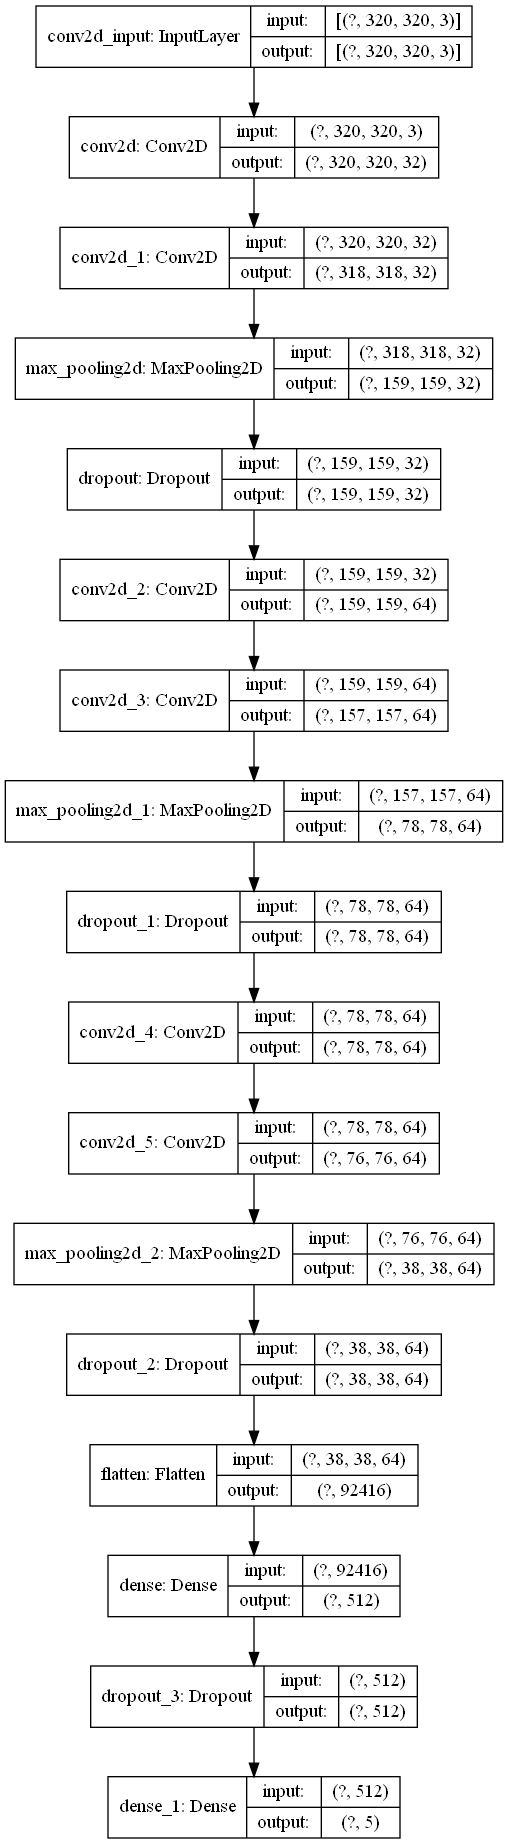 conv2d_input: InputLayer
input: [(?, 320, 320, 3)]
output: [(?, 320, 320, 3)]
conv2d: Conv2D
input: (?, 320, 320, 3)
output: (?, 320, 320, 32)
conv2d_1: Conv2D
input: (?, 320, 320, 32)
output: (?, 318, 318, 32)
max_pooling2d: MaxPooling2D
input: (?, 318, 318, 32)
output: (?, 159, 159, 32)
dropout: Dropout
input: (?, 159, 159, 32)
output: (?, 159, 159, 32)
conv2d_2: Conv2D
input: (?, 159, 159, 32)
output: (?, 159, 159, 64)
conv2d_3: Conv2D
input: (?, 159, 159, 64)
output: (?, 157, 157, 64)
max_pooling2d_1: MaxPooling2D
input: (?, 157, 157, 64)
output: (?, 78, 78, 64)
dropout_1: Dropout
input: (?, 78, 78, 64)
output: (?, 78, 78, 64)
conv2d_4: Conv2D
input: (?, 78, 78, 64)
output: (?, 78, 78, 64)
conv2d_5: Conv2D
input: (?, 78, 78, 64)
output: (?, 76, 76, 64)
max_pooling2d_2: MaxPooling2D
input: (?, 76, 76, 64)
output: (?, 38, 38, 64)
dropout_2: Dropout
input: (?, 38, 38, 64)
output: (?, 38, 38, 64)
flatten: Flatten
input: (?, 38, 38, 64)
output: (?, 92416)
dense: Dense
input: (?, 92416)
output: (?, 512)
dropout_3: Dropout
input: (?, 512)
output: (?, 512)
dense_1: Dense
input: (?, 512)
output: (?, 5)